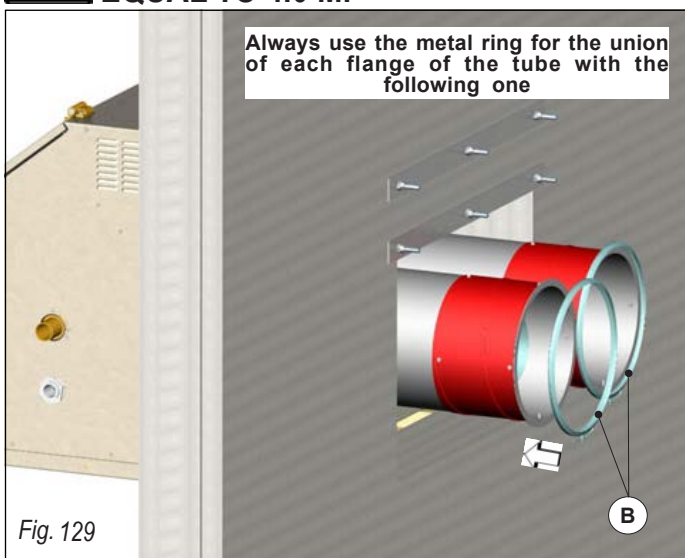 Always use the metal ring for the union
of each flange of the tube with the
following one
B
Fig. 129